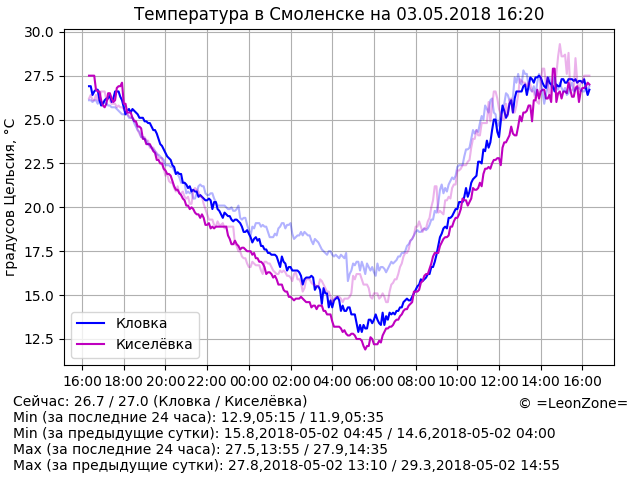 Температура в Смоленске на 03.05.2018 16:20
градусов Цельсия, °C
30.0
27.5
25.0
22.5
20.0
17.5
15.0
12.5
Кловка
Киселёвка
16:00 18:00 20:00 22:00 00:00 02:00 04:00 06:00 08:00 10:00 12:00 14:00 16:00
Сейчас: 26.7 / 27.0 (Кловка / Киселёвка)
© =LeonZone=
Min (за последние 24 часа): 12.9,05:15 / 11.9,05:35
Min (за предыдущие сутки): 15.8,2018-05-02 04:45 / 14.6,2018-05-02 04:00
Max (за последние 24 часа): 27.5,13:55 / 27.9,14:35
Max (за предыдущие сутки): 27.8,2018-05-02 13:10 / 29.3,2018-05-02 14:55